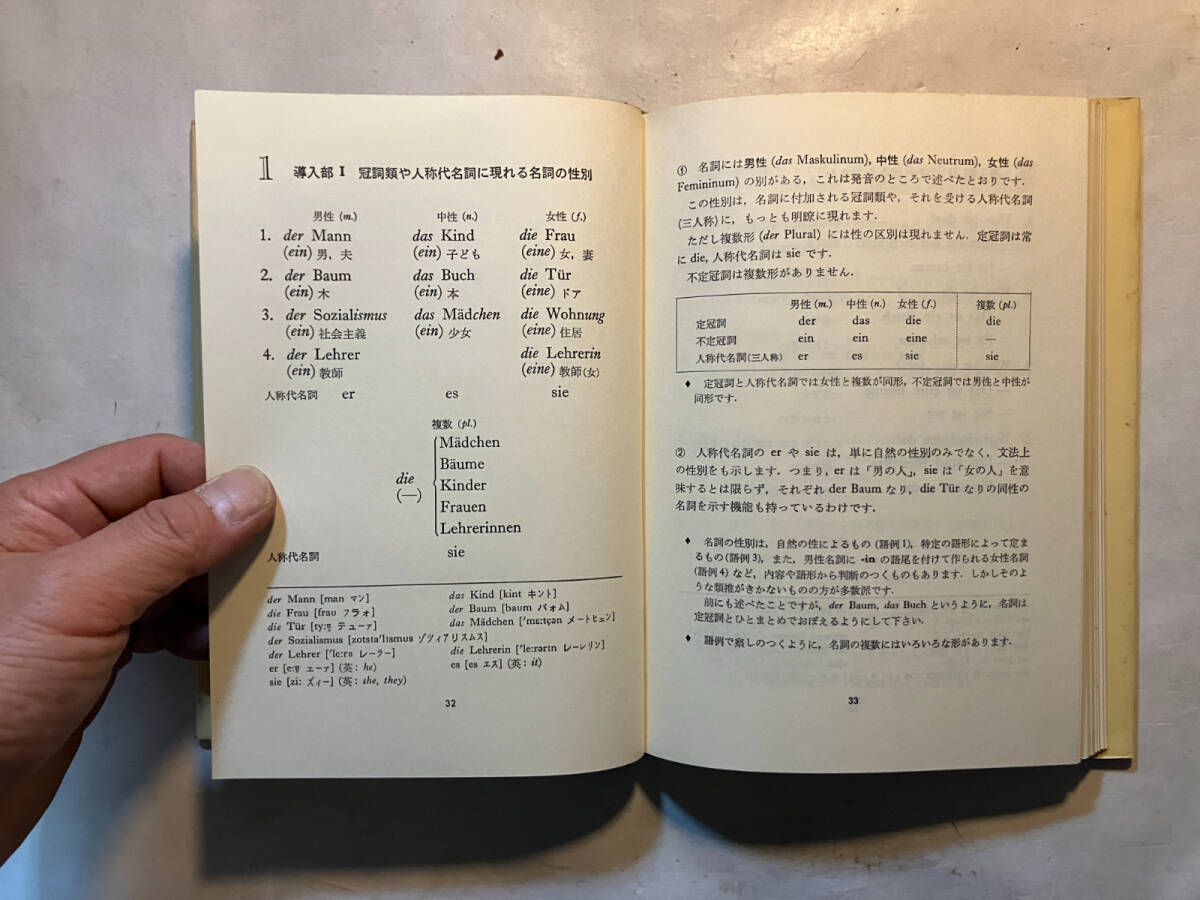 1 導入部 I 冠詞類や人称代名詞に現れる名詞の性別
男性 (m.) 中性 (n.) 女性 (f.)
1. der Mann das Kind die Frau
(ein) 男，夫 (ein) 子ども (eine) 女，妻
2. der Baum das Buch die Tür
(ein) 木 (ein) 本 (eine) ドア
3. der Sozialismus das Mädchen die Wohnung
(ein) 社会主義 (ein) 少女 (eine) 住居
4. der Lehrer die Lehrerin
(ein) 教師 (eine) 教師(女)
人称代名詞 er es sie
複数 (pl.)
Mädchen
Bäume
die
Kinder
(—)
Frauen
Lehrerinnen
人称代名詞 sie
der Mann [man マン] das Kind [kint キント]
die Frau [frau フラォ] der Baum [baum バォム]
die Tür [ty:ɐ テューァ] das Mädchen ['mɛ:tçən メートヒェン]
der Sozialismus [zotsia'lısmus ゾツィアリスムス]
der Lehrer ['le:rɐ レーラー] die Lehrerin ['le:rərın レーレリン]
er [e:ɐ エーァ] (英：he) es [ɛs エス] (英：it)
sie [zi: ズィー] (英：she, they)
32
① 名詞には男性 (das Maskulinum), 中性 (das Neutrum), 女性 (das
Femininum) の別がある，これは発音のところで述べたとおりです．
この性別は，名詞に付加される冠詞類や，それを受ける人称代名詞
(三人称)に，もっとも明瞭に現れます．
ただし複数形 (der Plural) には性の区別は現れません．定冠詞は常
に die, 人称代名詞は sie です．
不定冠詞は複数形がありません．
男性 (m.) 中性 (n.) 女性 (f.) 複数 (pl.)
定冠詞 der das die die
不定冠詞 ein ein eine —
人称代名詞(三人称) er es sie sie
♦ 定冠詞と人称代名詞では女性と複数が同形，不定冠詞では男性と中性が
同形です．
② 人称代名詞の er や sie は，単に自然の性別のみでなく，文法上
の性別をも示します．つまり，er は「男の人」，sie は「女の人」を意
味するとは限らず，それぞれ der Baum なり，die Tür なりの同性の
名詞を示す機能も持っているわけです．
♦ 名詞の性別は，自然の性によるもの (語例1)，特定の語形によって定ま
るもの (語例3)，また，男性名詞に -in の語尾を付けて作られる女性名詞
(語例4) など，内容や語形から判断のつくものもあります．しかしそのよ
うな類推がきかないものの方が多数派です．
前にも述べたことですが，der Baum, das Buch というように，名詞は
定冠詞とひとまとめでおぼえるようにして下さい．
♦ 語例で察しのつくように，名詞の複数にはいろいろな形があります．
33